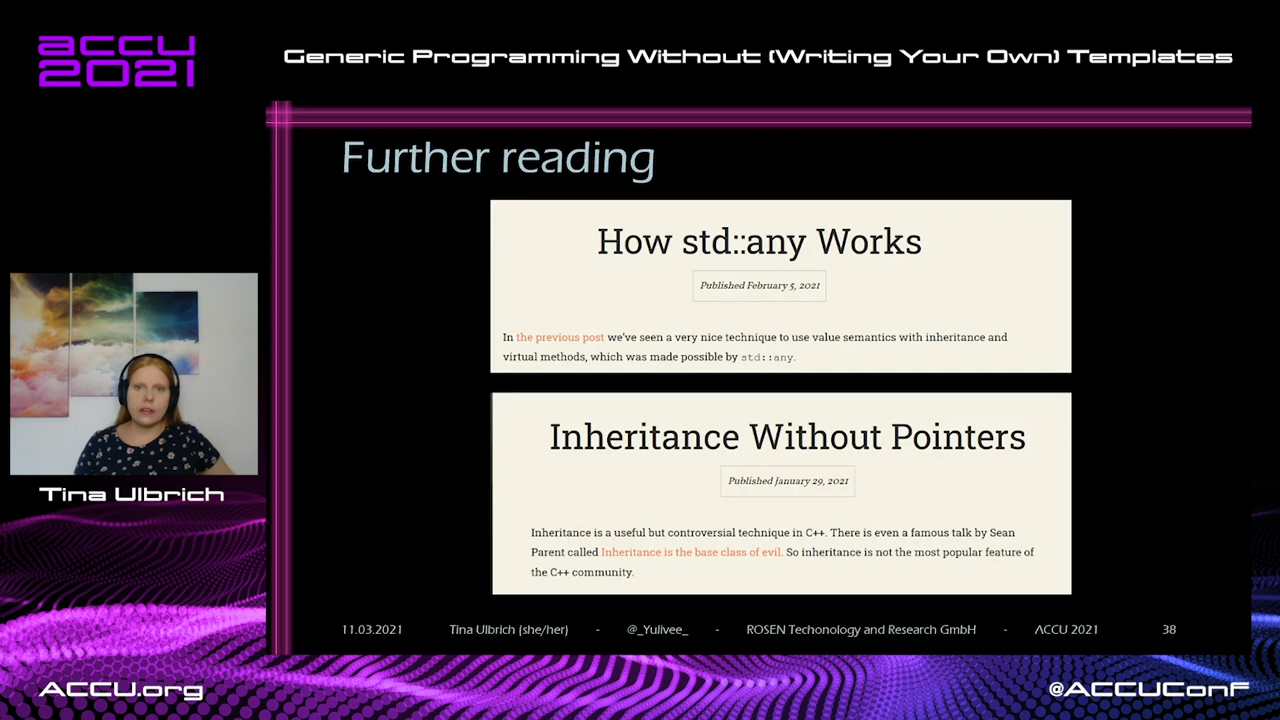 accu
2021
Generic Programming Without (Writing Your Own) Templates
Further reading
How std::any Works
Published February 5, 2021
In the previous post we've seen a very nice technique to use value semantics with inheritance and
virtual methods, which was made possible by std::any.
Inheritance Without Pointers
Published January 29, 2021
Inheritance is a useful but controversial technique in C++. There is even a famous talk by Sean
Parent called Inheritance is the base class of evil. So inheritance is not the most popular feature of
the C++ community.
Tina Ulbrich
11.03.2021 Tina Ulbrich (she/her) - @_Yulivee_ - ROSEN Techonology and Research GmbH - ACCU 2021 38
ACCU.org
@ACCUConf